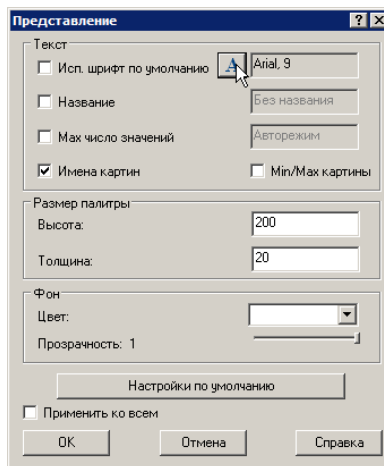 Представление
Текст
Исп. шрифт по умолчанию A Arial, 9
Название Без названия
Max число значений Авторежим
Имена картин Min/Max картины
Размер палитры
Высота: 200
Толщина: 20
Фон
Цвет:
Прозрачность: 1
Настройки по умолчанию
Применить ко всем
OK Отмена Справка